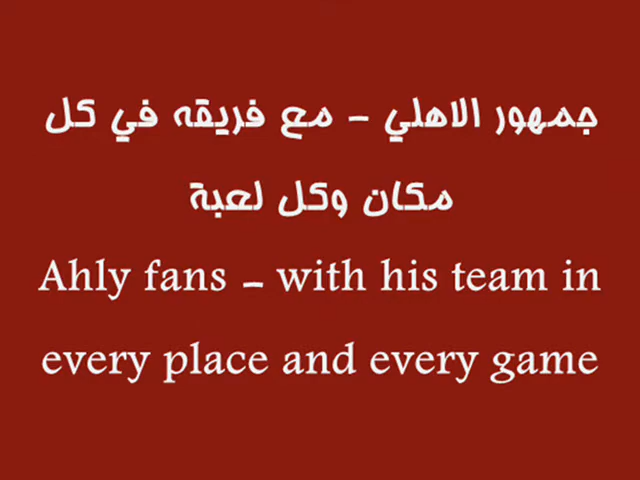 جمهور الاهلي - مع فريقه في كل
مكان وكل لعبة
Ahly fans - with his team in
every place and every game